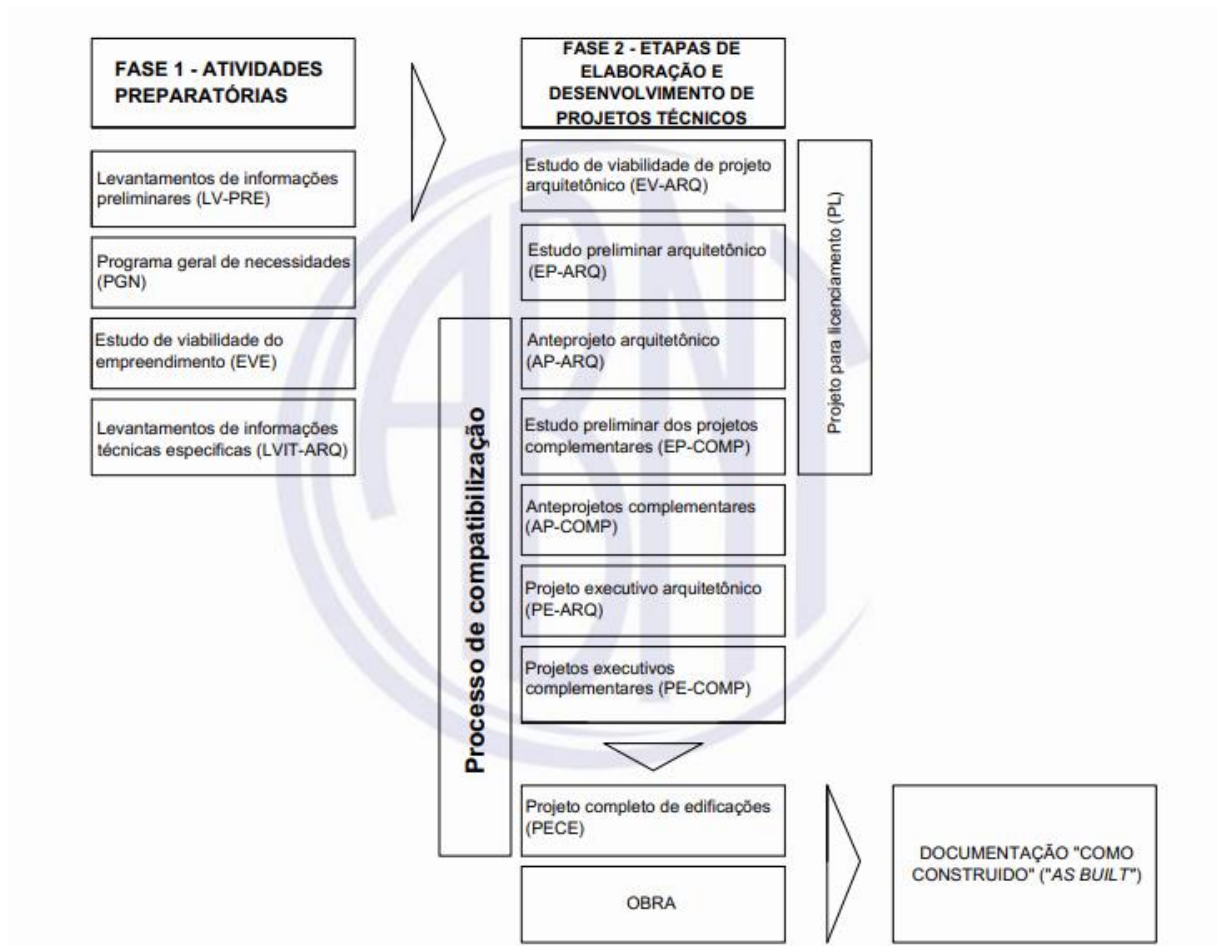 FASE 1 - ATIVIDADES
PREPARATÓRIAS
Levantamentos de informações
preliminares (LV-PRE)
Programa geral de necessidades
(PGN)
Estudo de viabilidade do
empreendimento (EVE)
Levantamentos de informações
técnicas especificas (LVIT-ARQ)
Processo de compatibilização
FASE 2 - ETAPAS DE
ELABORAÇÃO E
DESENVOLVIMENTO DE
PROJETOS TÉCNICOS
Estudo de viabilidade de projeto
arquitetônico (EV-ARQ)
Estudo preliminar arquitetônico
(EP-ARQ)
Anteprojeto arquitetônico
(AP-ARQ)
Estudo preliminar dos projetos
complementares (EP-COMP)
Anteprojetos complementares
(AP-COMP)
Projeto executivo arquitetônico
(PE-ARQ)
Projetos executivos
complementares (PE-COMP)
Projeto completo de edificações
(PECE)
OBRA
Projeto para licenciamento (PL)
DOCUMENTAÇÃO "COMO
CONSTRUIDO" ("AS BUILT")
ABNT